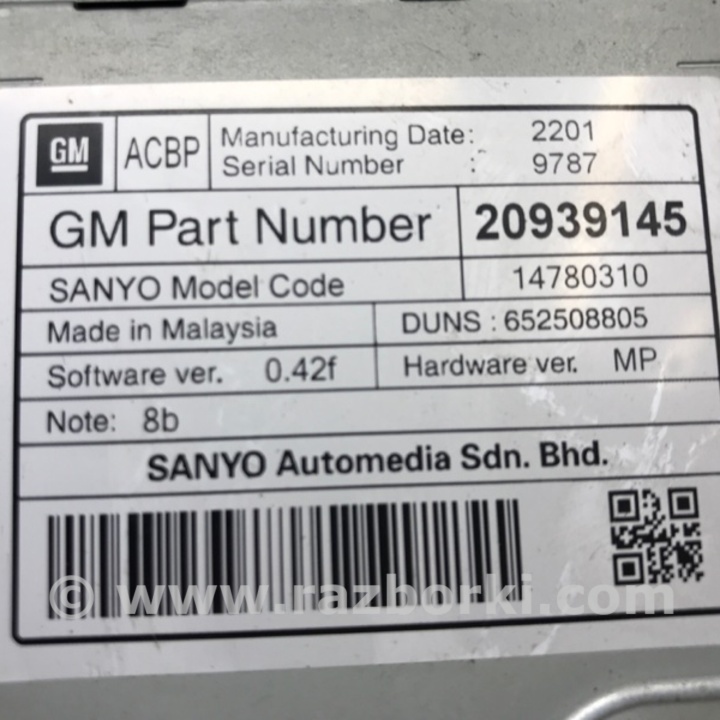 GM ACBP Manufacturing Date: 2201
Serial Number : 9787
GM Part Number 20939145
SANYO Model Code 14780310
Made in Malaysia DUNS : 652508805
Software ver. 0.42f Hardware ver. MP
Note: 8b
SANYO Automedia Sdn. Bhd.
© www.razborki.com